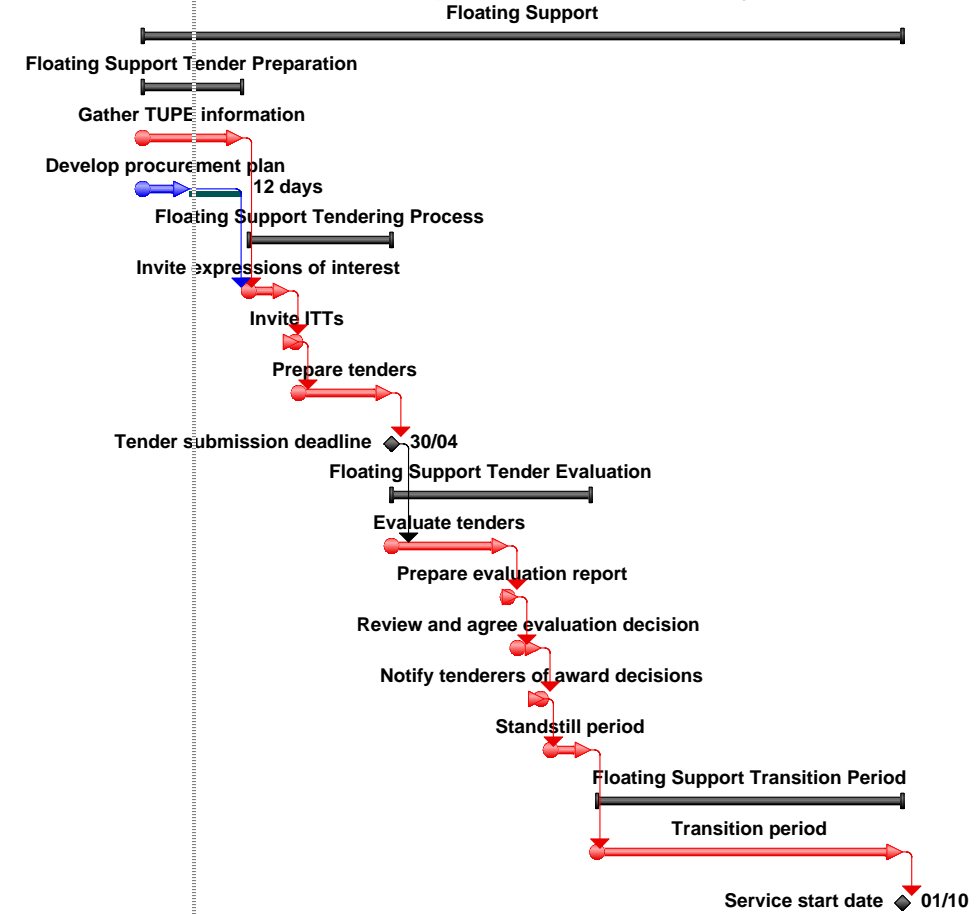 Floating Support
Floating Support Tender Preparation
Gather TUPE information
Develop procurement plan
12 days
Floating Support Tendering Process
Invite expressions of interest
Invite ITTs
Prepare tenders
Tender submission deadline 30/04
Floating Support Tender Evaluation
Evaluate tenders
Prepare evaluation report
Review and agree evaluation decision
Notify tenderers of award decisions
Standstill period
Floating Support Transition Period
Transition period
Service start date 01/10